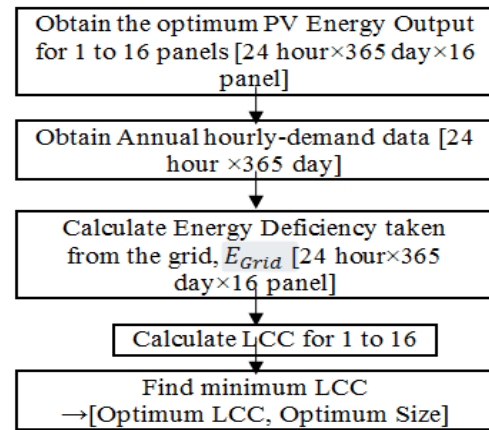 Obtain the optimum PV Energy Output
for 1 to 16 panels [24 hour×365 day×16
panel]
Obtain Annual hourly-demand data [24
hour ×365 day]
Calculate Energy Deficiency taken
from the grid, E_Grid [24 hour×365
day×16 panel]
Calculate LCC for 1 to 16
Find minimum LCC
→[Optimum LCC, Optimum Size]